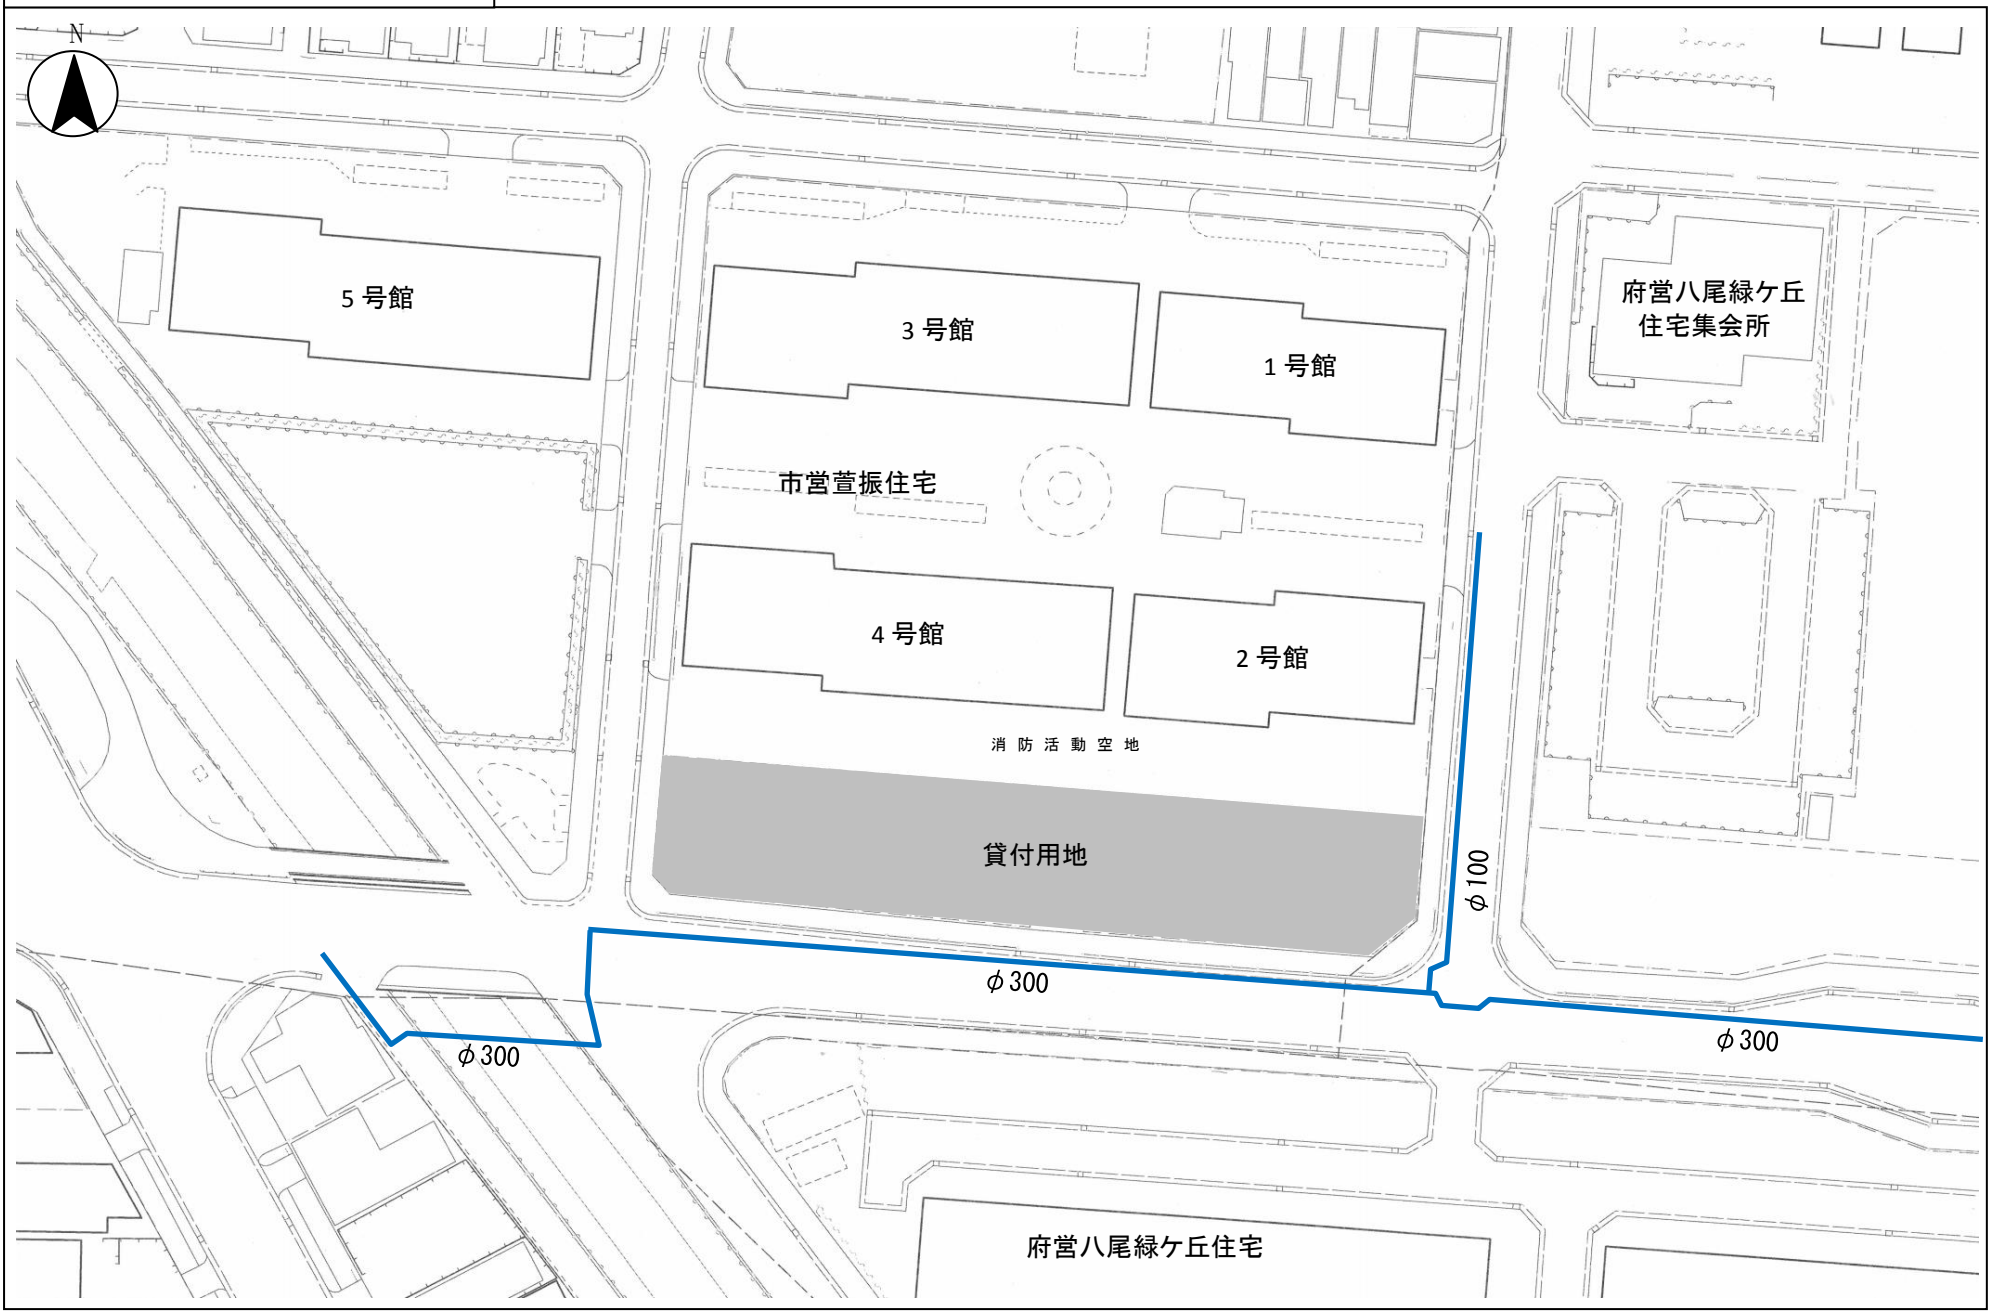 N
5 号館
3 号館
1 号館
府営八尾緑ケ丘
住宅集会所
市営萱振住宅
4 号館
2 号館
消防活動空地
貸付用地
φ100
φ300
φ300
φ300
府営八尾緑ケ丘住宅